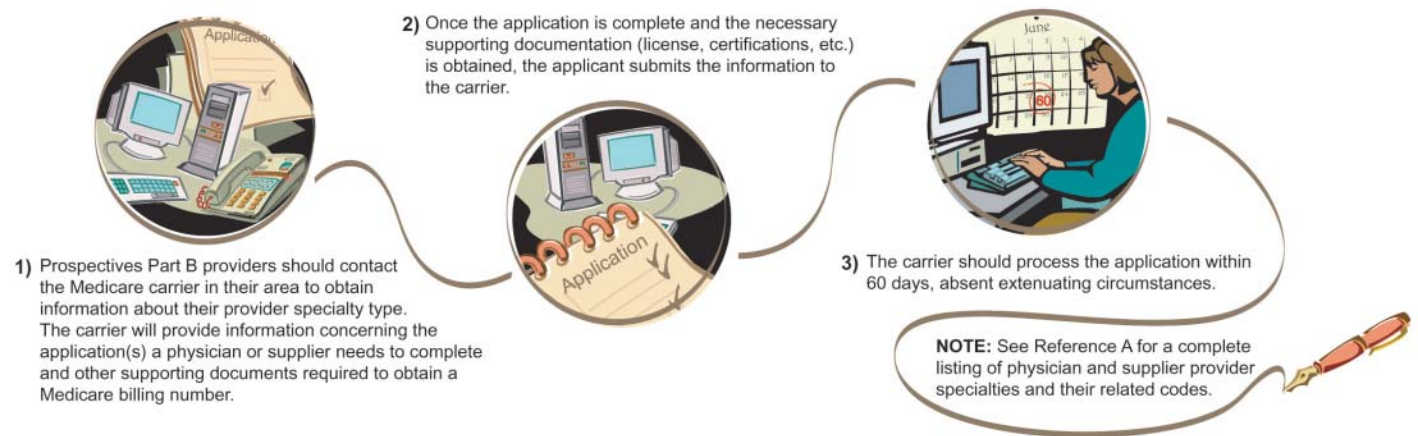 Application
1) Prospectives Part B providers should contact
the Medicare carrier in their area to obtain
information about their provider specialty type.
The carrier will provide information concerning the
application(s) a physician or supplier needs to complete
and other supporting documents required to obtain a
Medicare billing number.
2) Once the application is complete and the necessary
supporting documentation (license, certifications, etc.)
is obtained, the applicant submits the information to
the carrier.
Application
June
60
3) The carrier should process the application within
60 days, absent extenuating circumstances.
NOTE: See Reference A for a complete
listing of physician and supplier provider
specialties and their related codes.